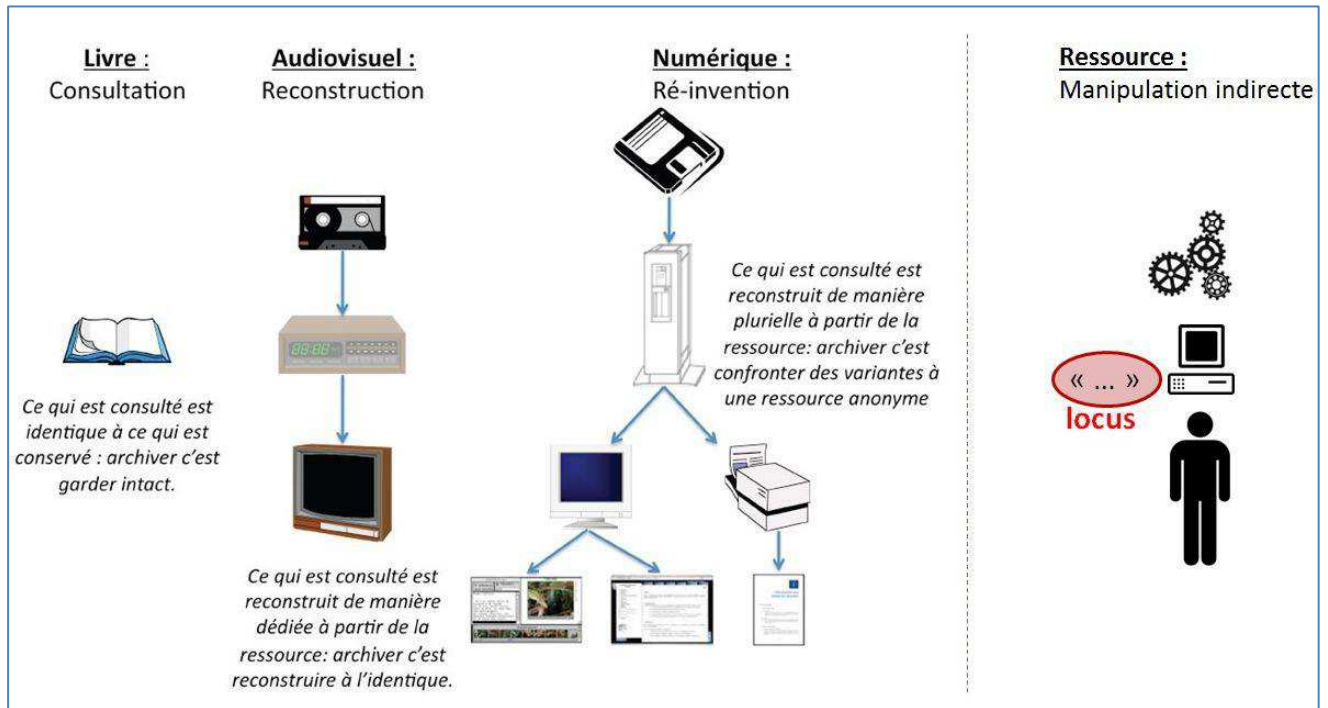 Livre :
Consultation
Ce qui est consulté est
identique à ce qui est
conservé : archiver c’est
garder intact.
Audiovisuel :
Reconstruction
Ce qui est consulté est
reconstruit de manière
dédiée à partir de la
ressource: archiver c’est
reconstruire à l’identique.
Numérique :
Ré-invention
Ce qui est consulté est
reconstruit de manière
plurielle à partir de la
ressource: archiver c’est
confronter des variantes à
une ressource anonyme
Ressource :
Manipulation indirecte
« ... »
locus